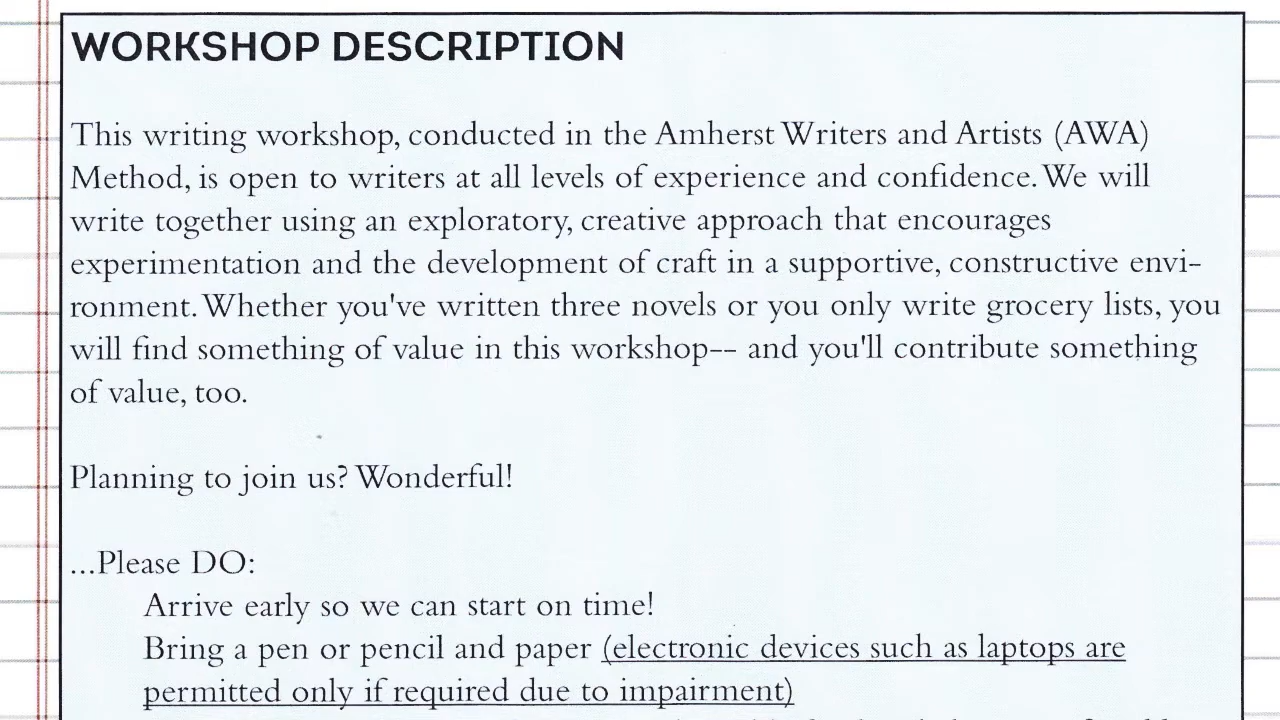 WORKSHOP DESCRIPTION
This writing workshop, conducted in the Amherst Writers and Artists (AWA)
Method, is open to writers at all levels of experience and confidence. We will
write together using an exploratory, creative approach that encourages
experimentation and the development of craft in a supportive, constructive envi-
ronment. Whether you've written three novels or you only write grocery lists, you
will find something of value in this workshop-- and you'll contribute something
of value, too.
Planning to join us? Wonderful!
...Please DO:
Arrive early so we can start on time!
Bring a pen or pencil and paper (electronic devices such as laptops are
permitted only if required due to impairment)